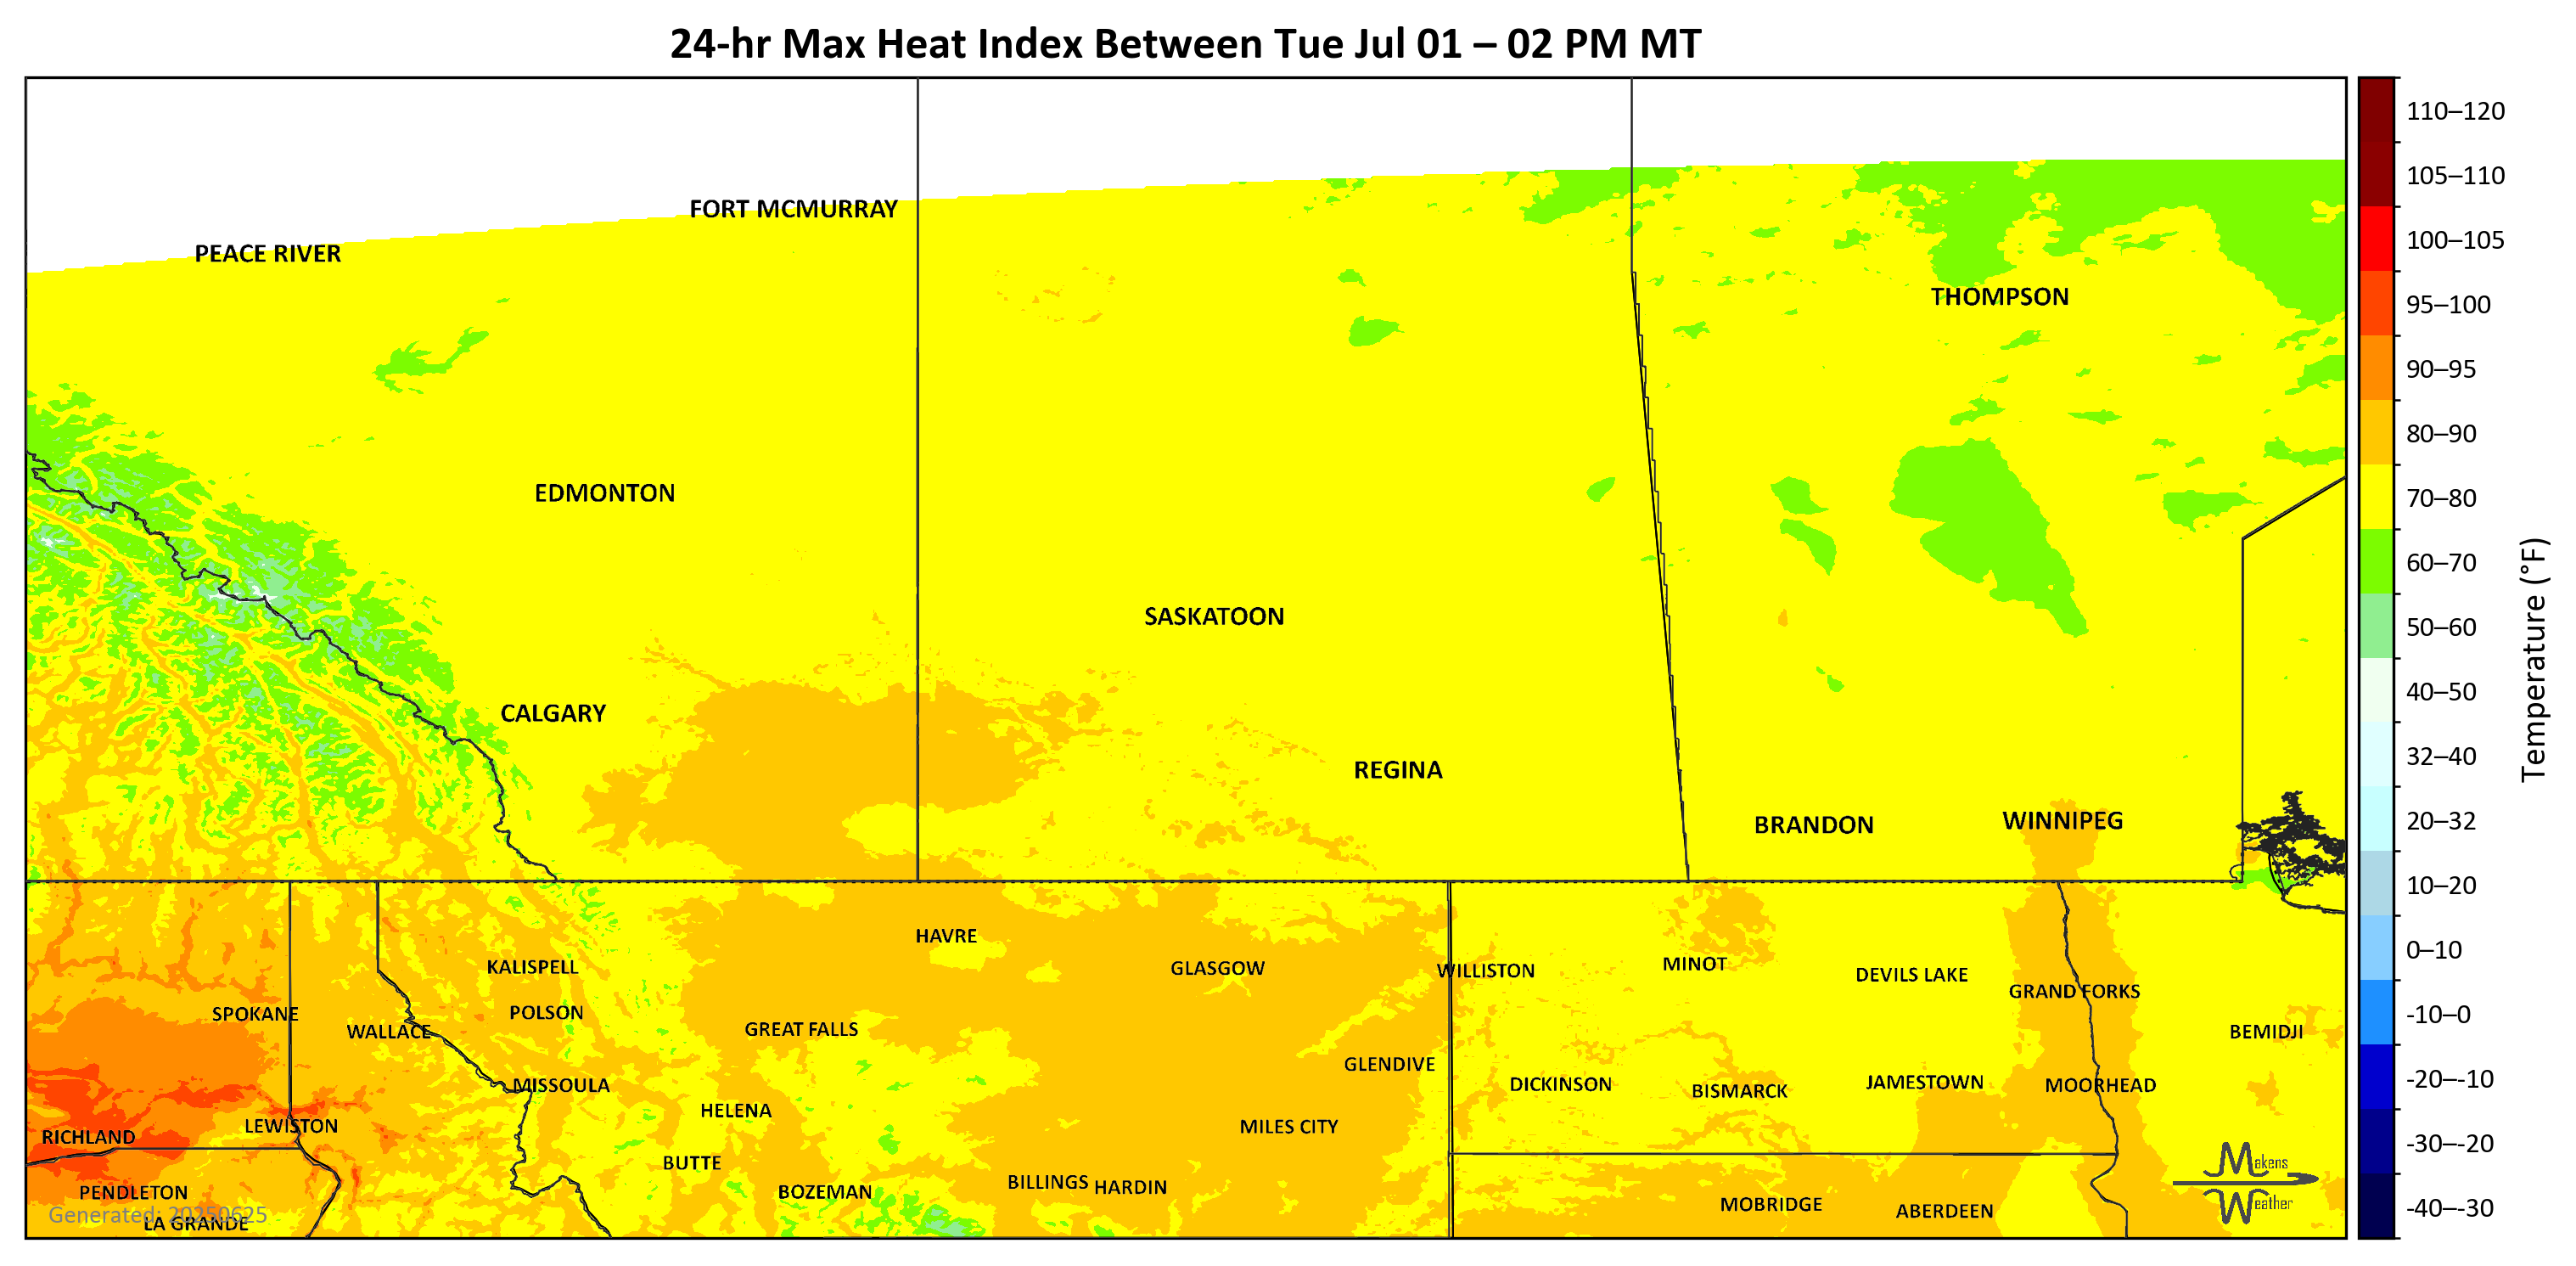 24-hr Max Heat Index Between Tue Jul 01 – 02 PM MT
110–120
105–110
100–105
95–100
90–95
80–90
70–80
60–70
50–60
40–50
32–40
20–32
10–20
0–10
-10–0
-20–-10
-30–-20
-40–-30
Temperature (°F)
FORT MCMURRAY
PEACE RIVER
THOMPSON
EDMONTON
SASKATOON
CALGARY
REGINA
BRANDON
WINNIPEG
HAVRE
KALISPELL
GLASGOW
WILLISTON
MINOT
DEVILS LAKE
GRAND FORKS
SPOKANE
POLSON
WALLACE
GREAT FALLS
BEMIDJI
GLENDIVE
MISSOULA
DICKINSON
BISMARCK
JAMESTOWN
MOORHEAD
HELENA
LEWISTON
MILES CITY
RICHLAND
BUTTE
PENDLETON
BOZEMAN
BILLINGS
HARDIN
MOBRIDGE
ABERDEEN
LA GRANDE
Generated: 20250625
Makens
Weather